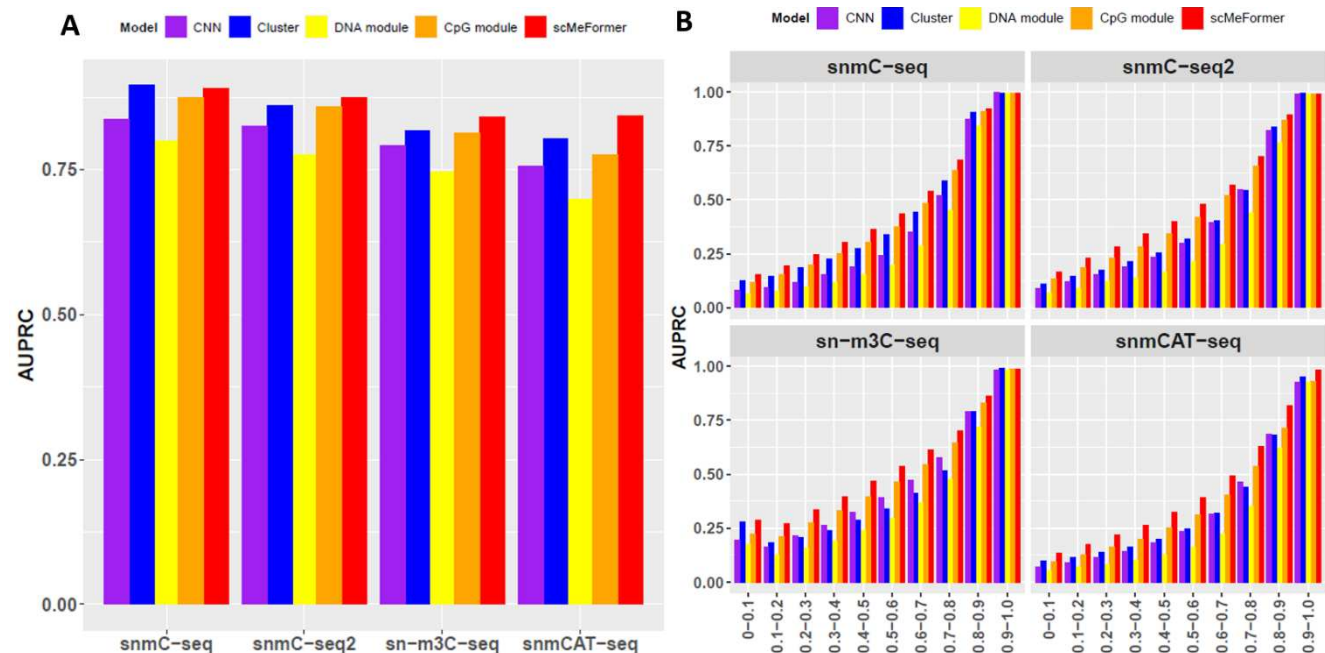 A
Model CNN Cluster DNA module CpG module scMeFormer
AUPRC
0.75
0.50
0.25
0.00
snmC−seq snmC−seq2 sn−m3C−seq snmCAT−seq
B
Model CNN Cluster DNA module CpG module scMeFormer
snmC−seq snmC−seq2
1.00
0.75
0.50
0.25
0.00
AUPRC
sn−m3C−seq snmCAT−seq
1.00
0.75
0.50
0.25
0.00
0−0.1 0.1−0.2 0.2−0.3 0.3−0.4 0.4−0.5 0.5−0.6 0.6−0.7 0.7−0.8 0.8−0.9 0.9−1.0 0−0.1 0.1−0.2 0.2−0.3 0.3−0.4 0.4−0.5 0.5−0.6 0.6−0.7 0.7−0.8 0.8−0.9 0.9−1.0